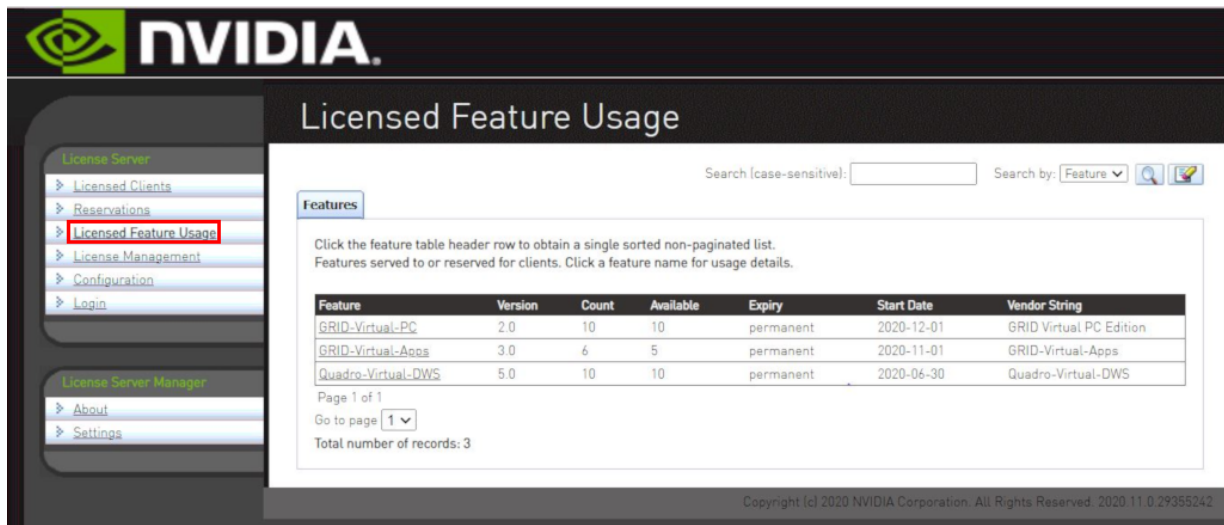 NVIDIA.
Licensed Feature Usage
License Server
Licensed Clients
Reservations
Licensed Feature Usage
License Management
Configuration
Login
License Server Manager
About
Settings
Search (case-sensitive): Search by: Feature
Features
Click the feature table header row to obtain a single sorted non-paginated list.
Features served to or reserved for clients. Click a feature name for usage details.
Feature Version Count Available Expiry Start Date Vendor String
GRID-Virtual-PC 2.0 10 10 permanent 2020-12-01 GRID Virtual PC Edition
GRID-Virtual-Apps 3.0 6 5 permanent 2020-11-01 GRID-Virtual-Apps
Quadro-Virtual-DWS 5.0 10 10 permanent 2020-06-30 Quadro-Virtual-DWS
Page 1 of 1
Go to page 1
Total number of records: 3
Copyright (c) 2020 NVIDIA Corporation. All Rights Reserved. 2020.11.0.29355242